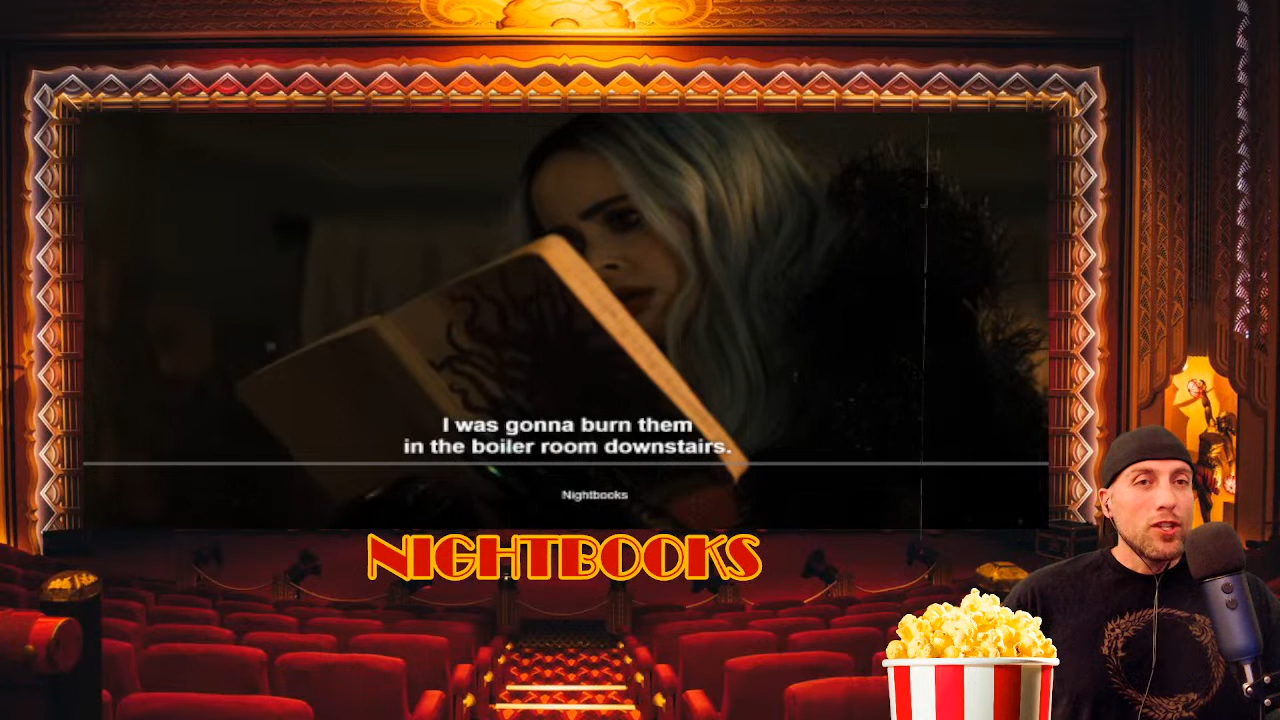 I was gonna burn them
in the boiler room downstairs.
Nightbooks
NIGHTBOOKS